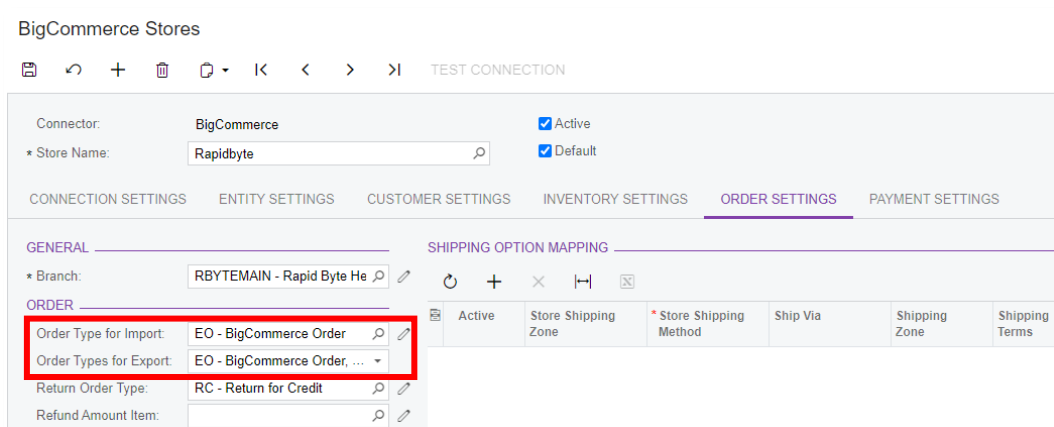 BigCommerce Stores
TEST CONNECTION
Connector: BigCommerce Active
* Store Name: Rapidbyte Default
CONNECTION SETTINGS ENTITY SETTINGS CUSTOMER SETTINGS INVENTORY SETTINGS ORDER SETTINGS PAYMENT SETTINGS
GENERAL
* Branch: RBYTEMAIN - Rapid Byte He
ORDER
Order Type for Import: EO - BigCommerce Order
Order Types for Export: EO - BigCommerce Order, ...
Return Order Type: RC - Return for Credit
Refund Amount Item:
SHIPPING OPTION MAPPING
Active Store Shipping Zone * Store Shipping Method Ship Via Shipping Zone Shipping Terms